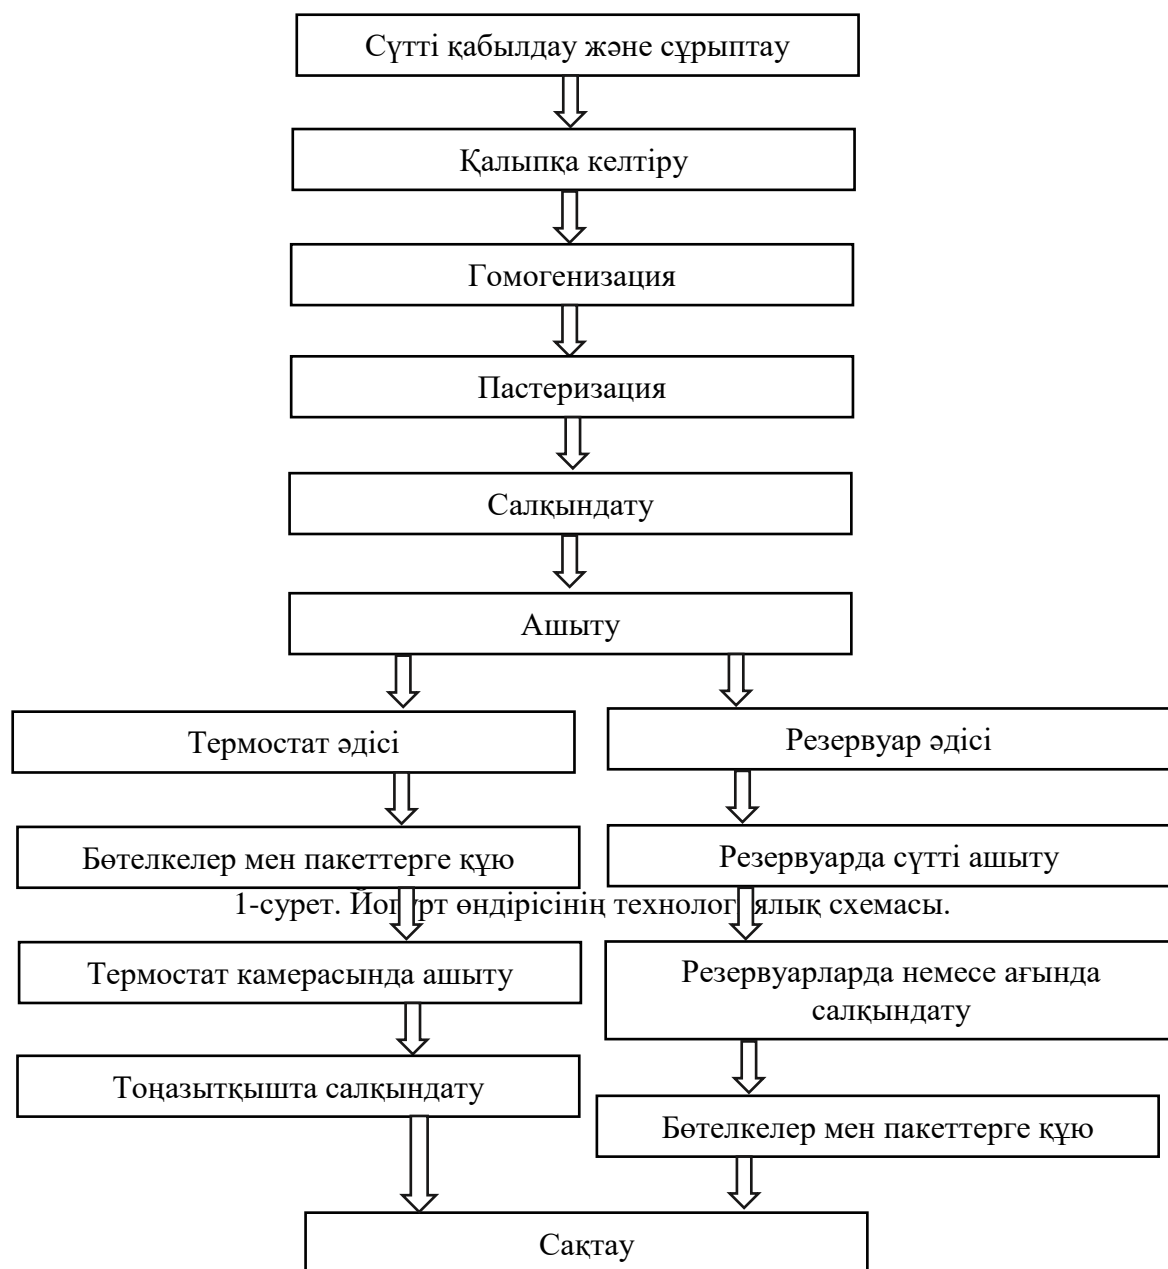 Сүтті қабылдау және сұрыптау
Қалыпқа келтіру
Гомогенизация
Пастеризация
Салқындату
Ашыту
Термостат әдісі
Резервуар әдісі
Бөтелкелер мен пакеттерге құю
Резервуарда сүтті ашыту
1-сурет. Йогурт өндірісінің технологиялық схемасы.
Термостат камерасында ашыту
Резервуарларда немесе ағында
салқындату
Тоңазытқышта салқындату
Бөтелкелер мен пакеттерге құю
Сақтау